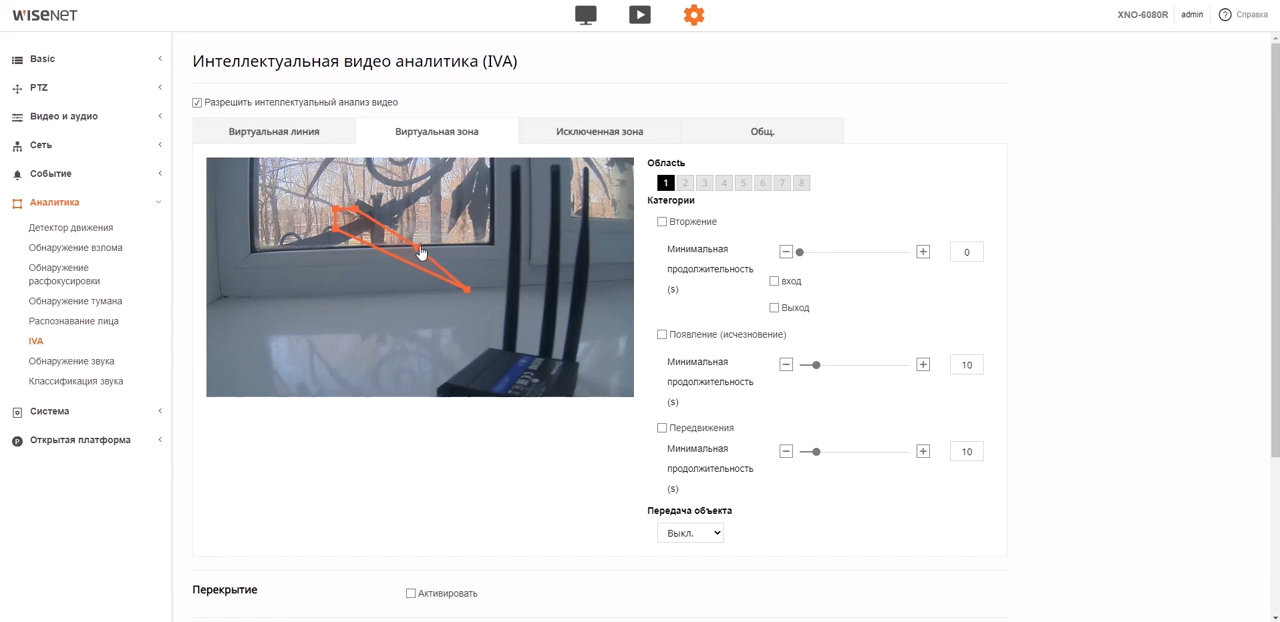 WISENET
XNO-6080R admin ? Справка
Basic
PTZ
Видео и аудио
Сеть
Событие
Аналитика
Детектор движения
Обнаружение взлома
Обнаружение
расфокусировки
Обнаружение тумана
Распознавание лица
IVA
Обнаружение звука
Классификация звука
Система
Открытая платформа
Интеллектуальная видео аналитика (IVA)
Разрешить интеллектуальный анализ видео
Виртуальная линия Виртуальная зона Исключенная зона Общ.
Область
1 2 3 4 5 6 7 8
Категории
Вторжение
Минимальная
продолжительность
(s)
0
вход
Выход
Появление (исчезновение)
Минимальная
продолжительность
(s)
10
Передвижения
Минимальная
продолжительность
(s)
10
Передача объекта
Выкл.
Перекрытие
Активировать